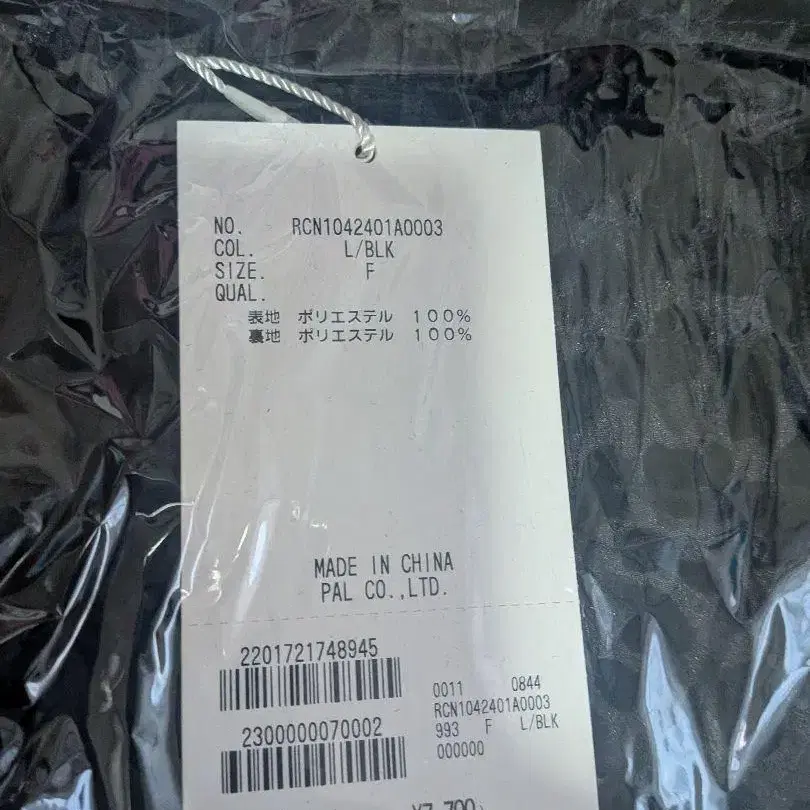 NO. RCN1042401A0003
COL. L/BLK
SIZE. F
QUAL.
表地 ポリエステル 100%
裏地 ポリエステル 100%
MADE IN CHINA
PAL CO.,LTD.
2201721748945
2300000070002
0011 0844
RCN1042401A0003
993 F L/BLK
000000
¥7,700